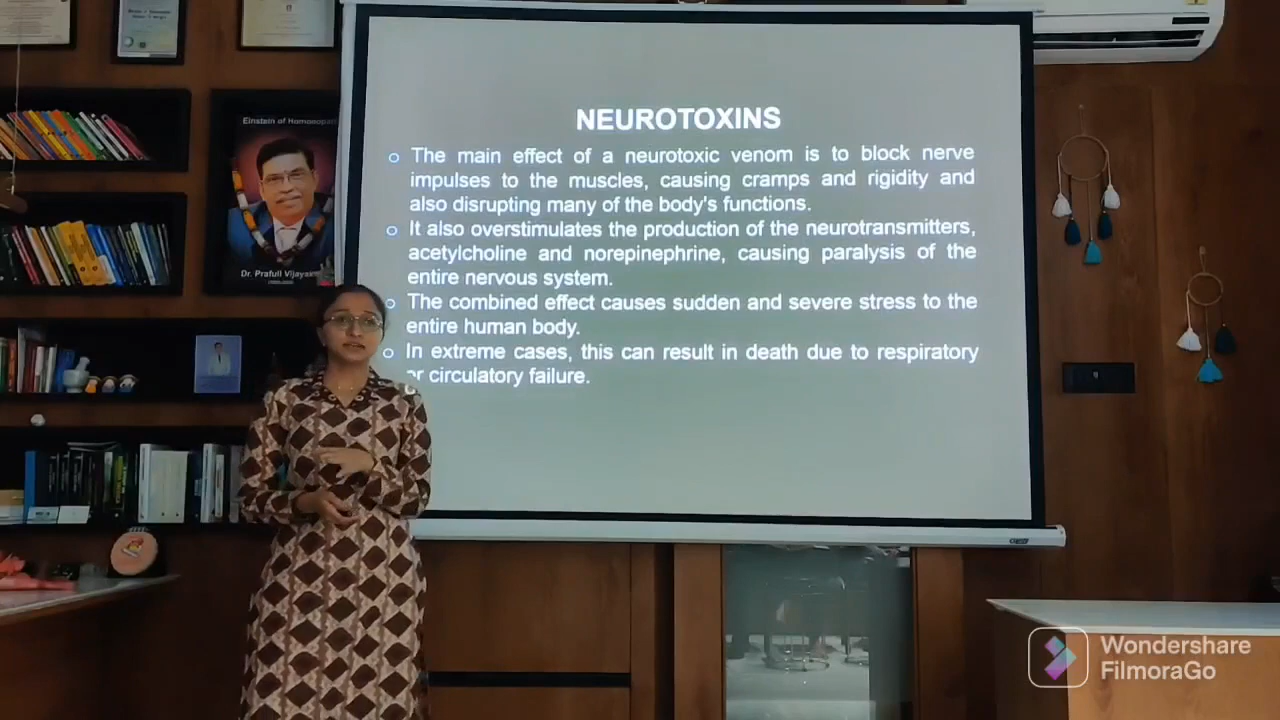 Einstein of Homoeopat
Dr. Prafull Vijaya
NEUROTOXINS
o The main effect of a neurotoxic venom is to block nerve
impulses to the muscles, causing cramps and rigidity and
also disrupting many of the body's functions.
o It also overstimulates the production of the neurotransmitters,
acetylcholine and norepinephrine, causing paralysis of the
entire nervous system.
o The combined effect causes sudden and severe stress to the
entire human body.
o In extreme cases, this can result in death due to respiratory
or circulatory failure.
Wondershare
FilmoraGo